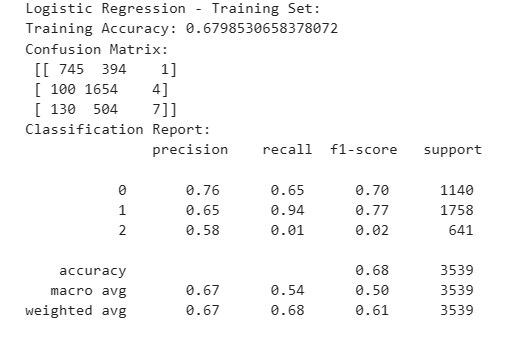 Logistic Regression - Training Set:
Training Accuracy: 0.6798530658378072
Confusion Matrix:
[[ 745 394 1]
[ 100 1654 4]
[ 130 504 7]]
Classification Report:
precision recall f1-score support
0 0.76 0.65 0.70 1140
1 0.65 0.94 0.77 1758
2 0.58 0.01 0.02 641
accuracy 0.68 3539
macro avg 0.67 0.54 0.50 3539
weighted avg 0.67 0.68 0.61 3539